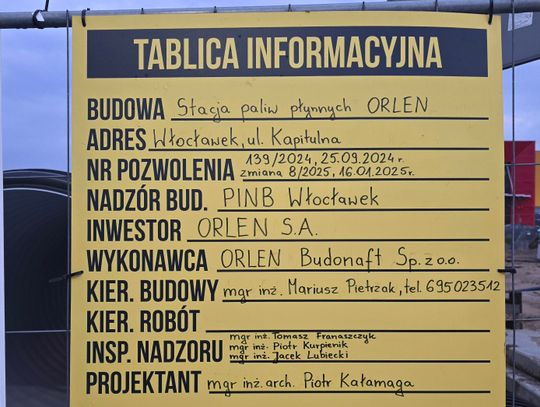 TABLICA INFORMACYJNA
BUDOWA Stacja paliw płynnych ORLEN
ADRES Włocławek, ul. Kapitulna
NR POZWOLENIA 139/2024, 25.09.2024 r.
zmiana 8/2025, 16.01.2025r.
NADZÓR BUD. PINB Włocławek
INWESTOR ORLEN S.A.
WYKONAWCA ORLEN Budonaft Sp. z o.o.
KIER. BUDOWY mgr inż. Mariusz Pietrzak, tel. 695023512
KIER. ROBÓT
INSP. NADZORU mgr inż. Tomasz Franaszczyk
mgr inż. Piotr Kurpienik
mgr inż. Jacek Lubiecki
PROJEKTANT mgr inż. arch. Piotr Kałamaga